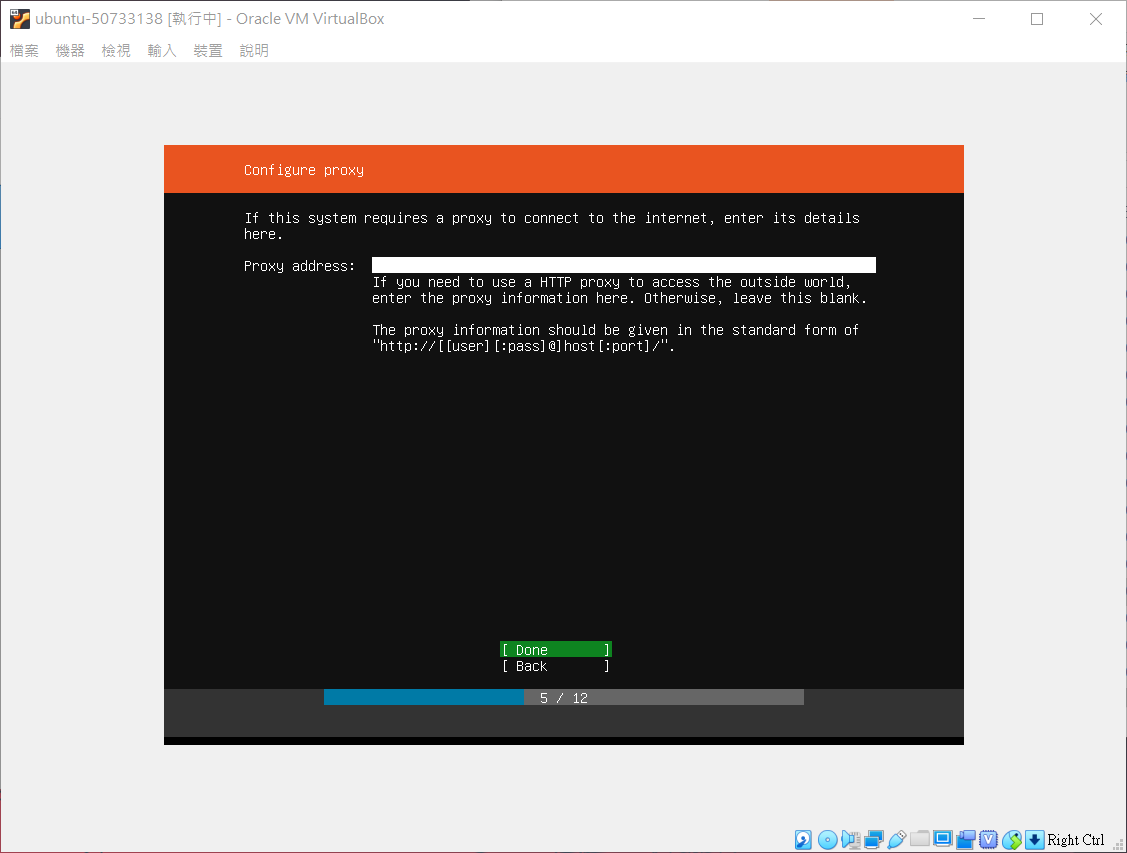 ubuntu-50733138 [執行中] - Oracle VM VirtualBox
檔案 機器 檢視 輸入 裝置 說明
Configure proxy
If this system requires a proxy to connect to the internet, enter its details
here.
Proxy address:
If you need to use a HTTP proxy to access the outside world,
enter the proxy information here. Otherwise, leave this blank.
The proxy information should be given in the standard form of
"http://[[user][:pass]@]host[:port]/".
[ Done ]
[ Back ]
5 / 12
Right Ctrl